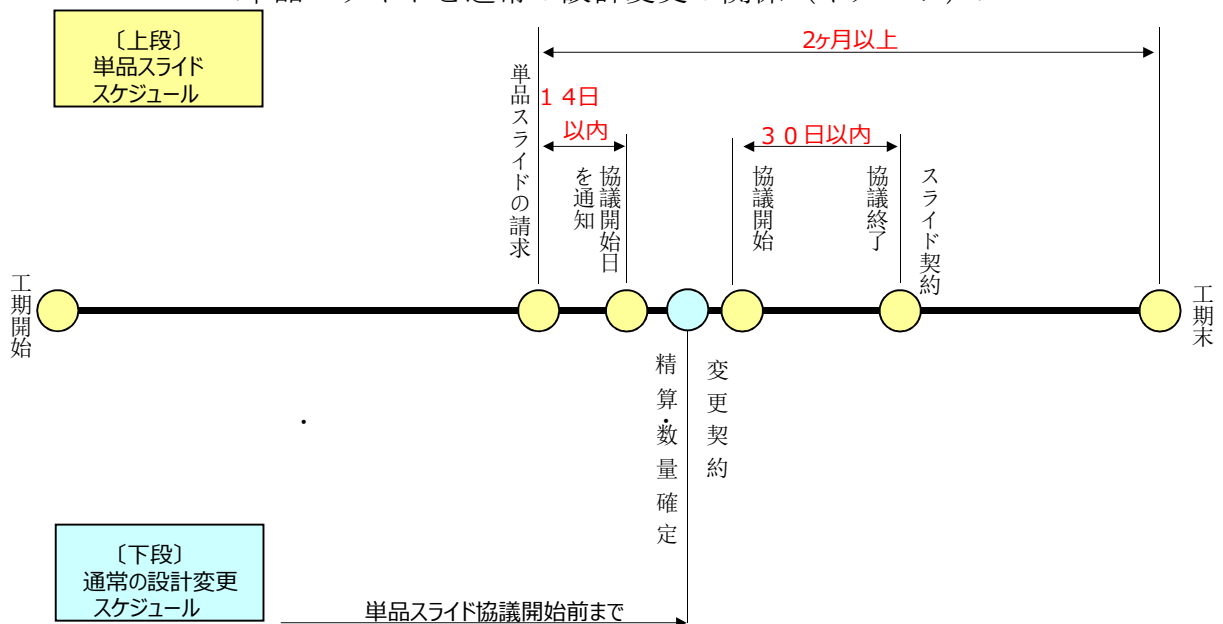 〔上段〕
単品スライド
スケジュール
2ヶ月以上
単品スライドの請求
１４日
以内
協議開始日
を通知
３０日以内
協議開始
協議終了
スライド契約
工期開始
工期末
精算・数量確定
変更契約
〔下段〕
通常の設計変更
スケジュール
単品スライド協議開始前まで